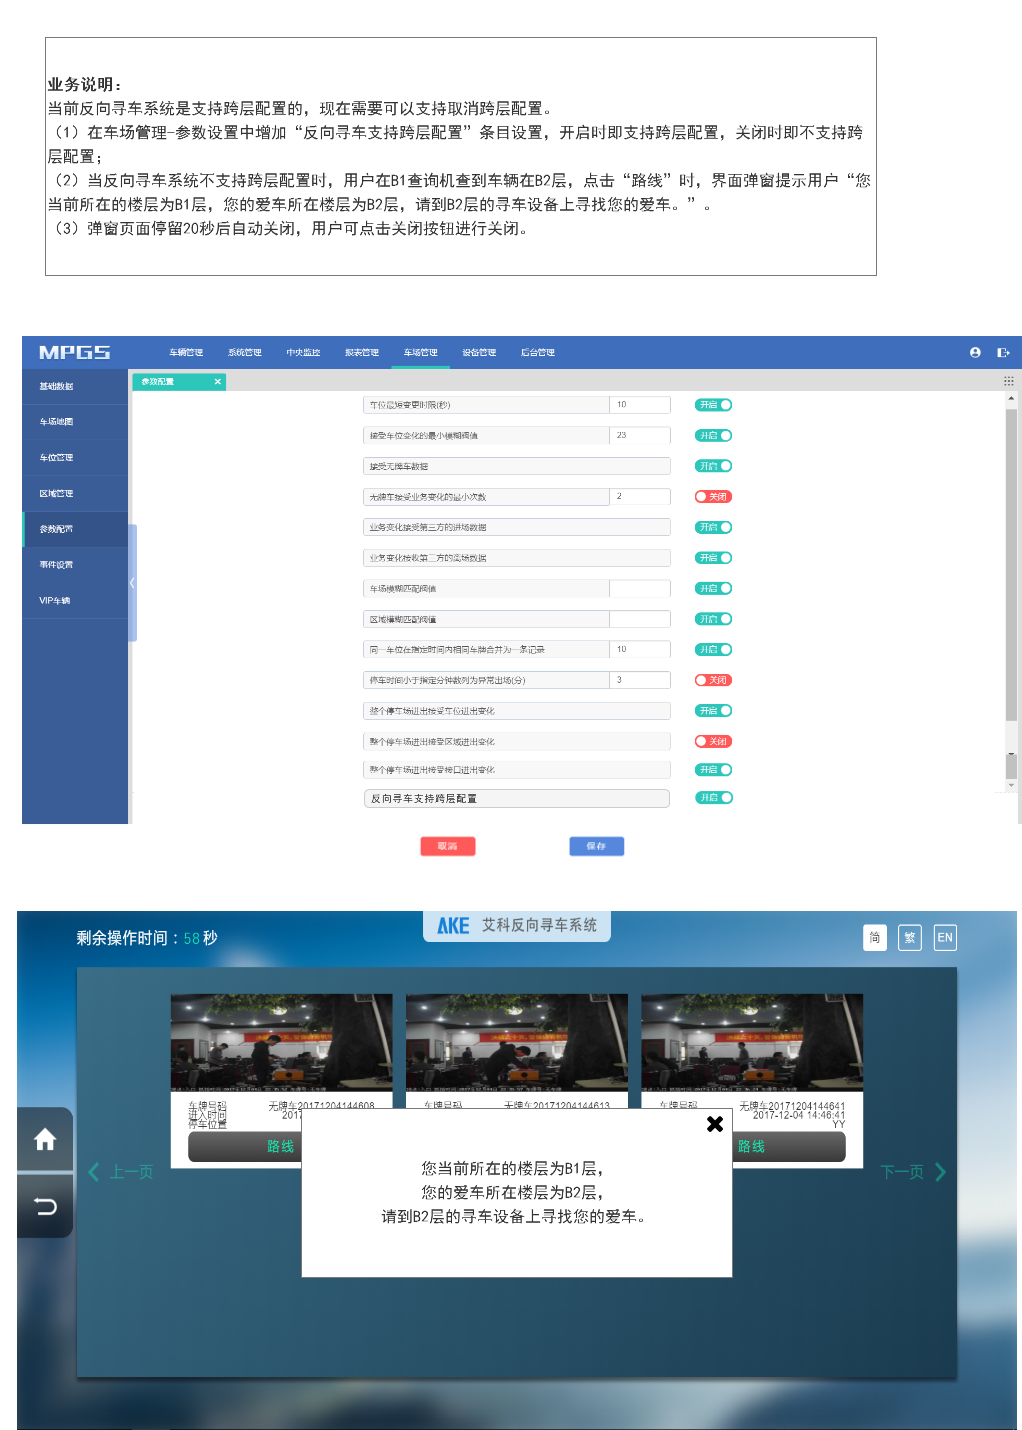 业务说明：
当前反向寻车系统是支持跨层配置的，现在需要可以支持取消跨层配置。
（1）在车场管理-参数设置中增加“反向寻车支持跨层配置”条目设置，开启时即支持跨层配置，关闭时即不支持跨
层配置；
（2）当反向寻车系统不支持跨层配置时，用户在B1查询机查到车辆在B2层，点击“路线”时，界面弹窗提示用户“您
当前所在的楼层为B1层，您的爱车所在楼层为B2层，请到B2层的寻车设备上寻找您的爱车。”。
（3）弹窗页面停留20秒后自动关闭，用户可点击关闭按钮进行关闭。
MPGS 车辆管理 系统管理 中央监控 报表管理 车场管理 设备管理 后台管理
基础数据
车场地图
车位管理
区域管理
参数配置
事件设置
VIP车辆
参数配置
车位最短变更时限(秒) 10 开启
接受车位变化的最小模糊阀值 23 开启
接受无牌车数据 开启
无牌车接受业务变化的最小次数 2 关闭
业务变化接受第三方的进场数据 开启
业务变化接收第三方的离场数据 开启
车场模糊匹配阀值 开启
区域模糊匹配阀值 开启
同一车位在指定时间内相同车牌合并为一条记录 10 开启
停车时间小于指定分钟数列为异常出场(分) 3 关闭
整个停车场进出接受车位进出变化 开启
整个停车场进出接受区域进出变化 关闭
整个停车场进出接受接口进出变化 开启
反向寻车支持跨层配置 开启
取消 保存
剩余操作时间：58秒
AKE 艾科反向寻车系统
简 繁 EN
车牌号码 无牌车20171204144608
进入时间 2017
停车位置
路线
车牌号码 无牌车20171204144613
车牌号码 无牌车20171204144641
2017-12-04 14:46:41
YY
路线
上一页
下一页
您当前所在的楼层为B1层，
您的爱车所在楼层为B2层，
请到B2层的寻车设备上寻找您的爱车。